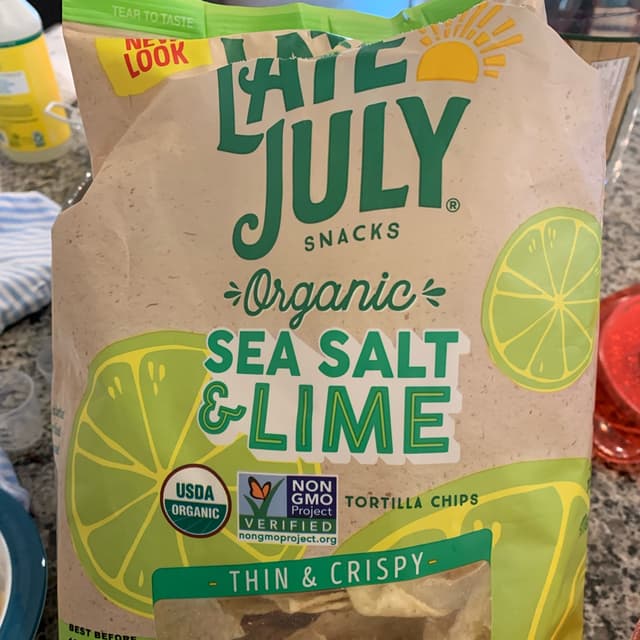 TEAR TO TASTE
NEW
LOOK
LATE
JULY®
SNACKS
Organic
SEA SALT
& LIME
USDA
ORGANIC
NON
GMO
Project
VERIFIED
nongmoproject.org
TORTILLA CHIPS
- THIN & CRISPY -
BEST BEFORE